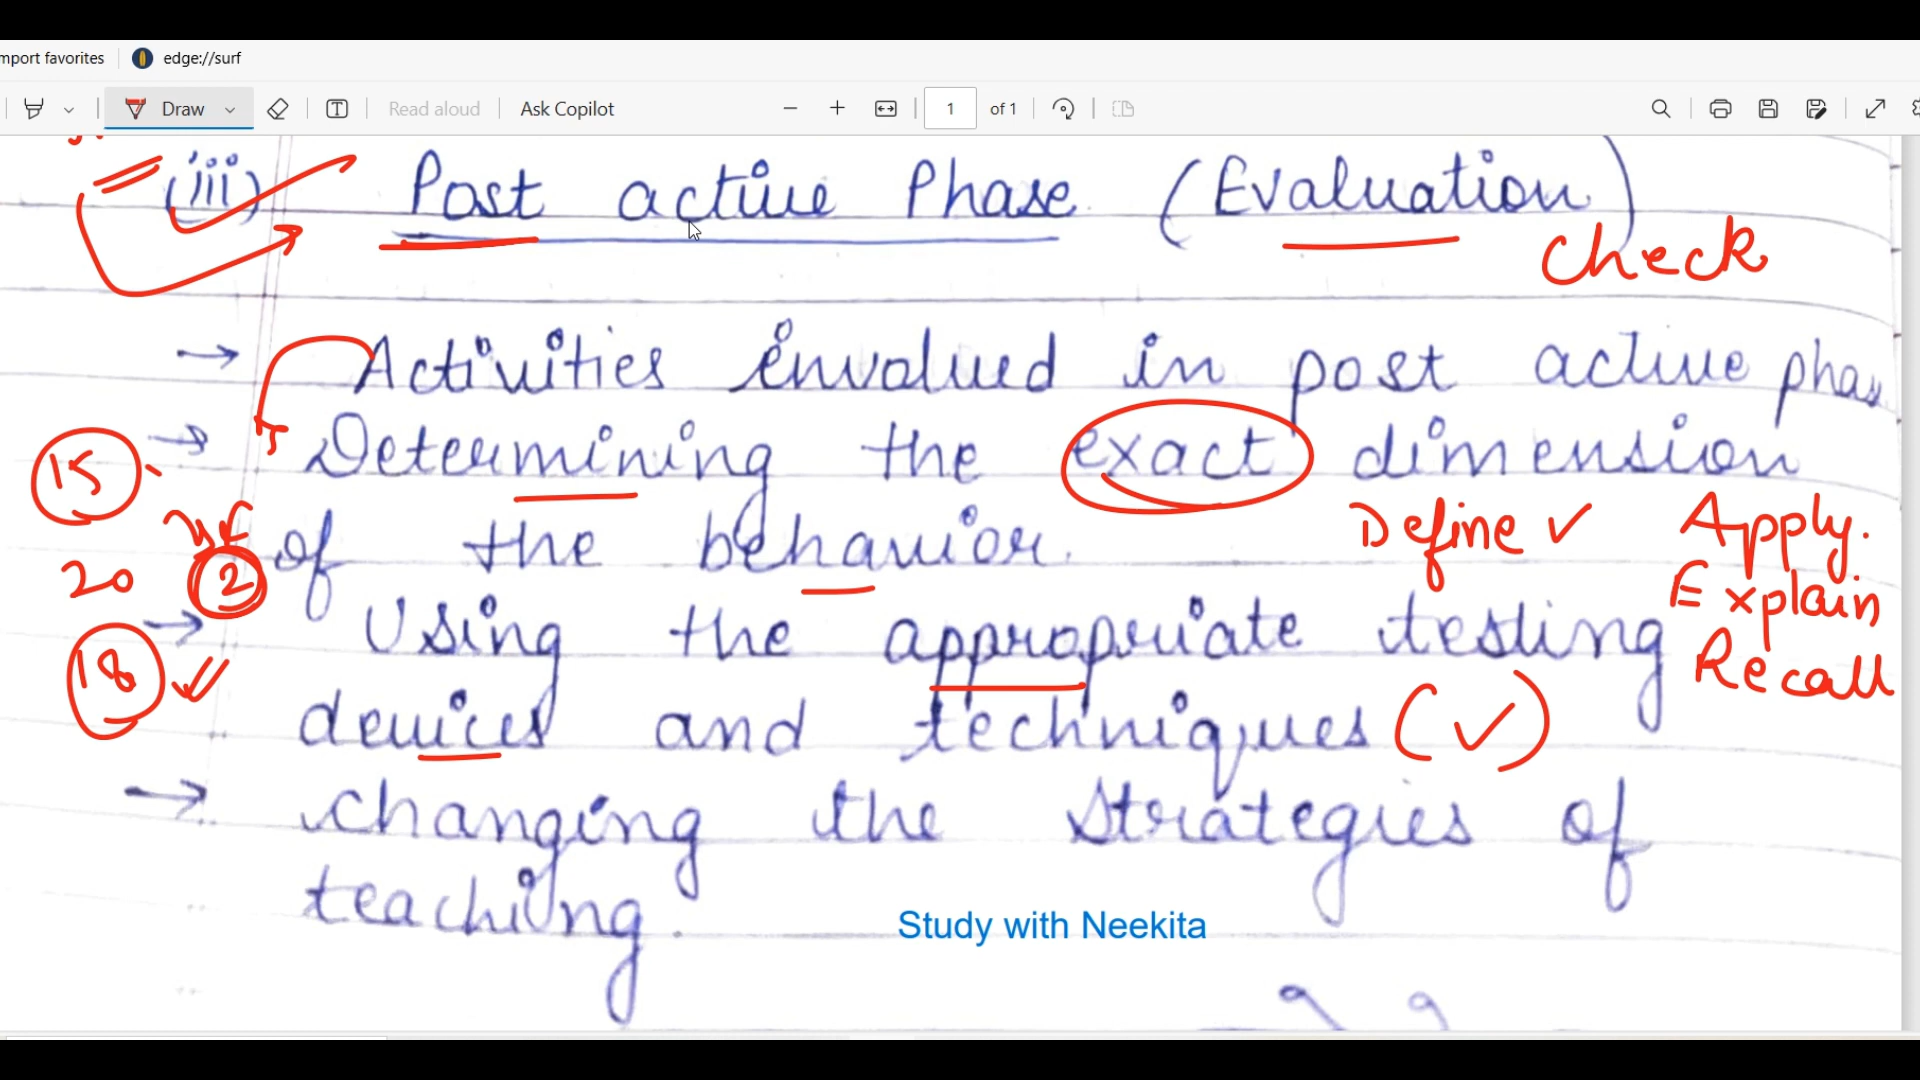 mport favorites edge://surf
Draw Read aloud Ask Copilot 1 of 1
(iii) Post active Phase (Evaluation)
Check
→ Activities involved in post active phas
15 → Determining the exact dimension
of the behavior.
Define ✓ Apply.
20 2 Explain
→ Using the appropriate testing
18 ✓ Recall
devices and techniques (✓)
→ changing the strategies of
teaching.
Study with Neekita